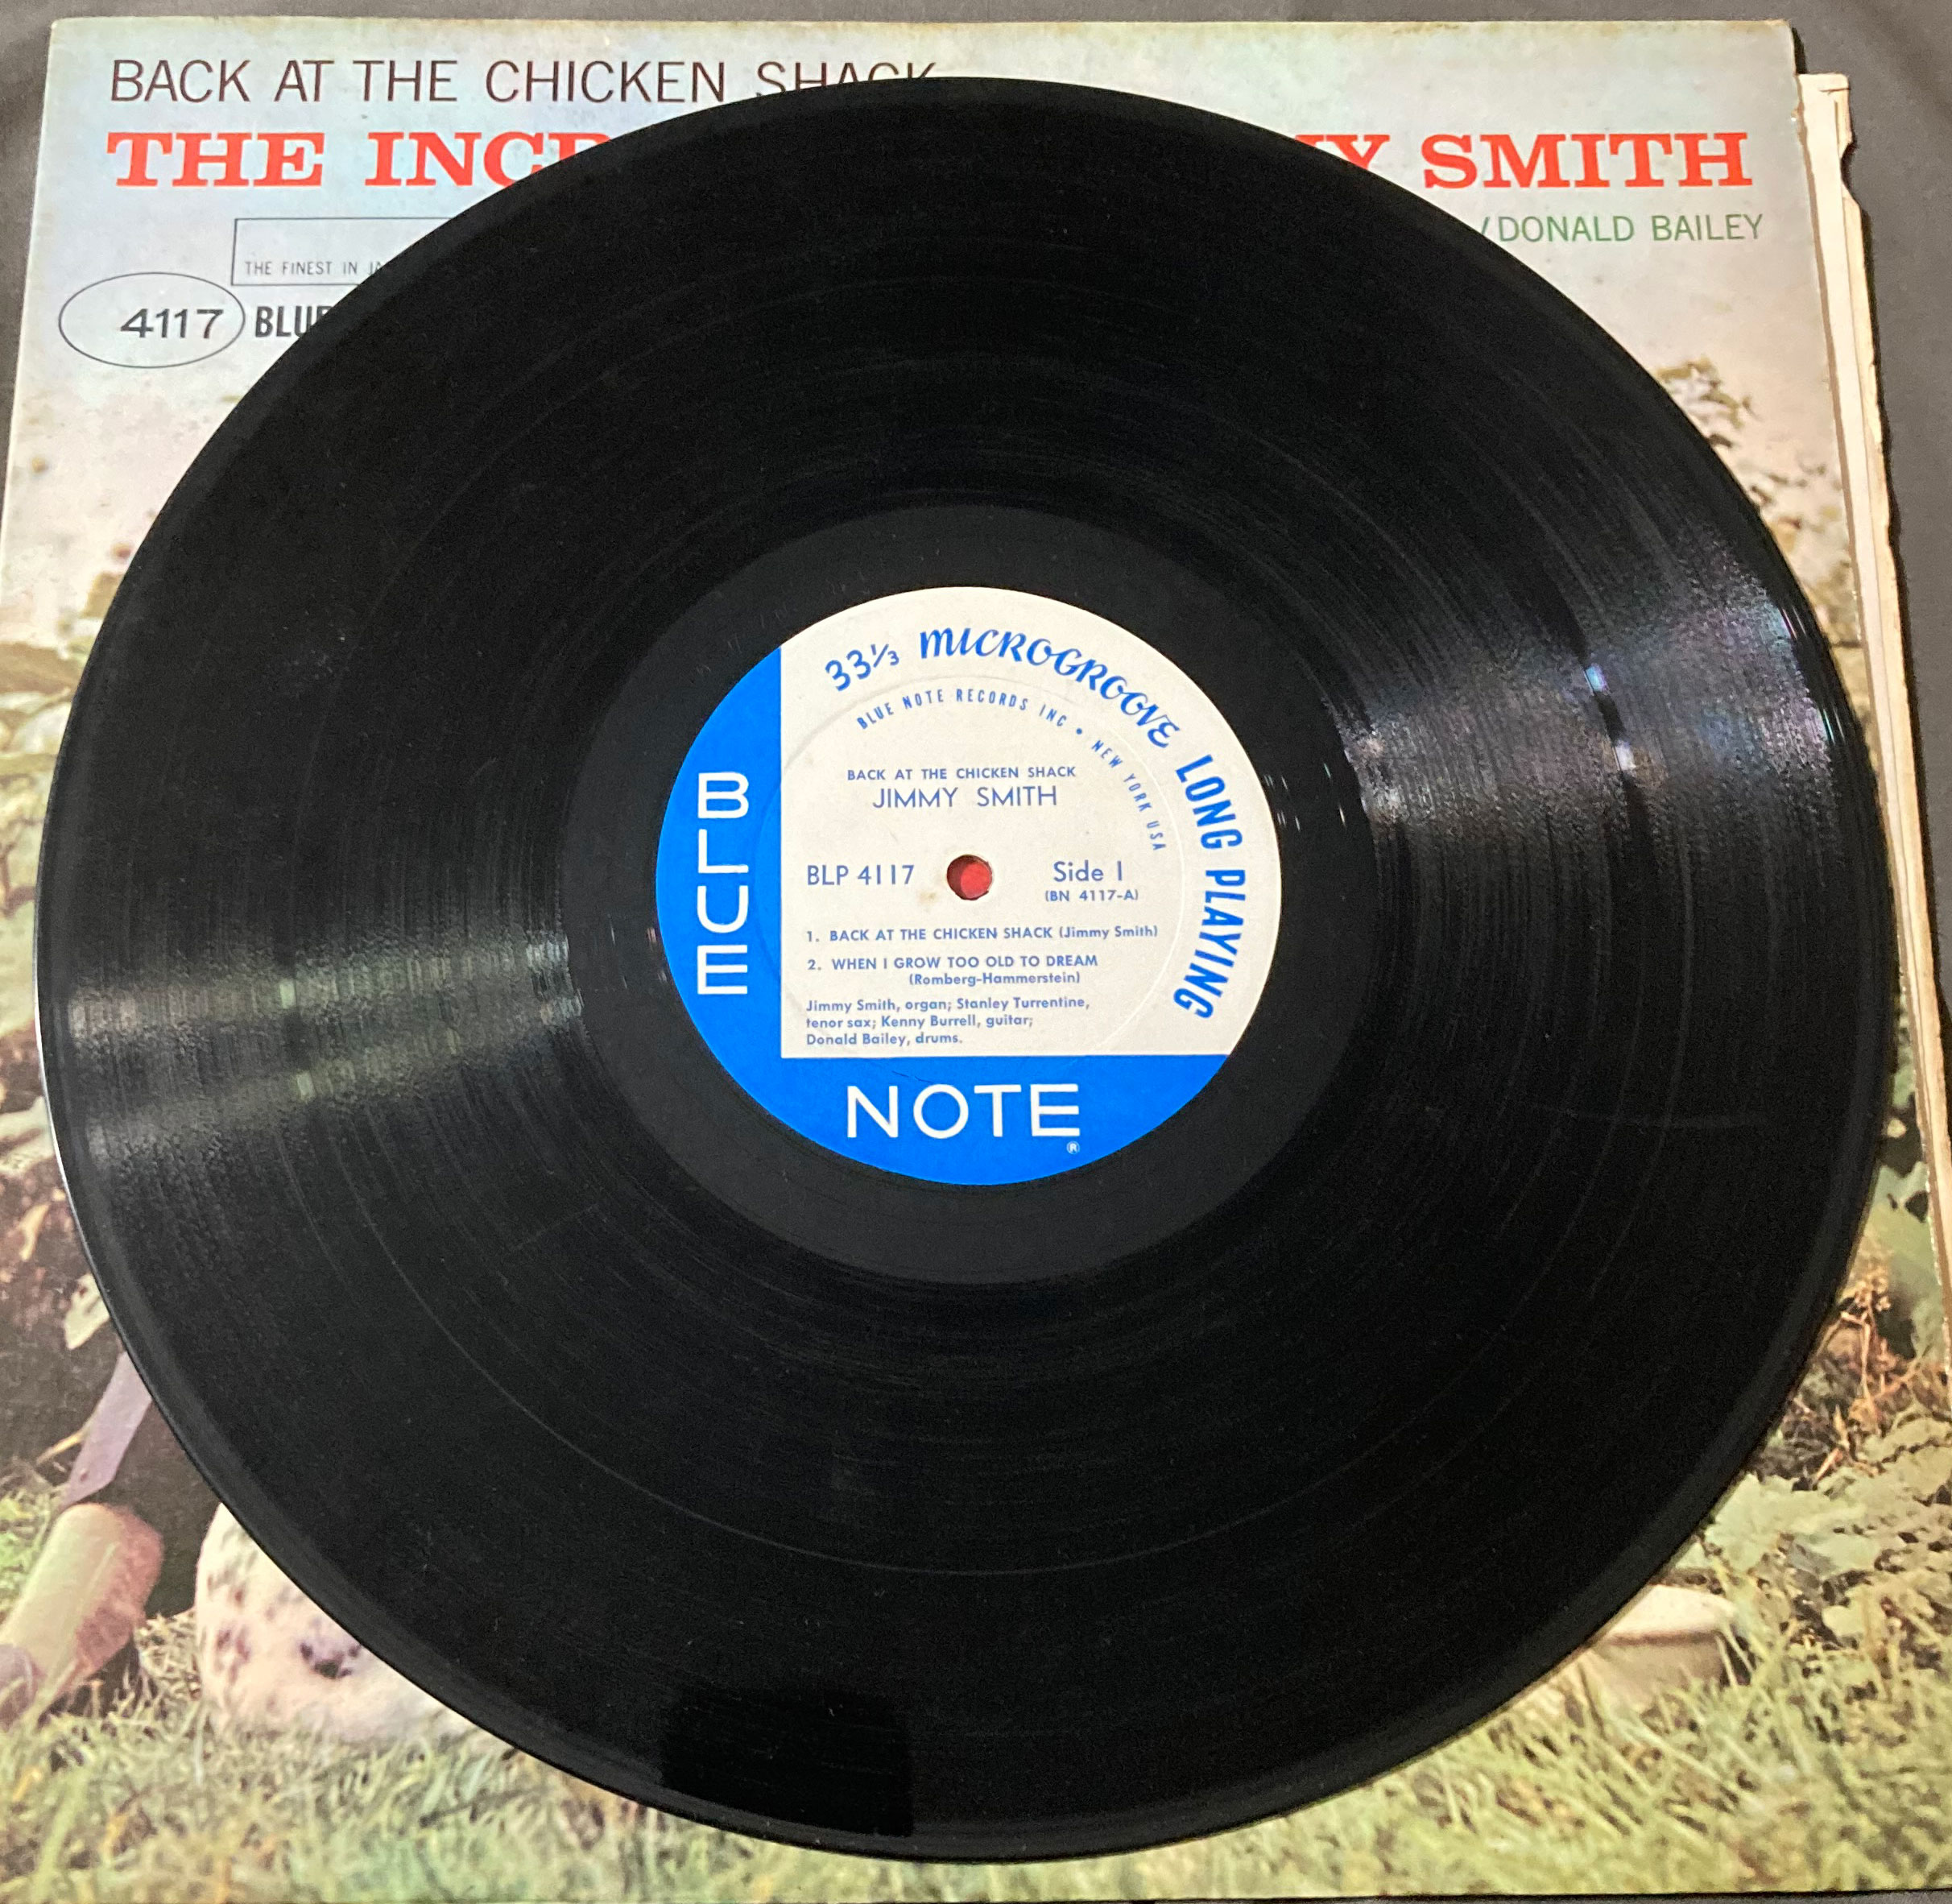 BACK AT THE CHICKEN SHACK
THE SMITH
/DONALD BAILEY
THE FINEST IN
4117
33⅓ MICROGROOVE LONG PLAYING
BLUE NOTE RECORDS INC • NEW YORK USA
BACK AT THE CHICKEN SHACK
JIMMY SMITH
BLP 4117 Side 1
(BN 4117-A)
1. BACK AT THE CHICKEN SHACK (Jimmy Smith)
2. WHEN I GROW TOO OLD TO DREAM
(Romberg-Hammerstein)
Jimmy Smith, organ; Stanley Turrentine,
tenor sax; Kenny Burrell, guitar;
Donald Bailey, drums.
BLUE
NOTE®